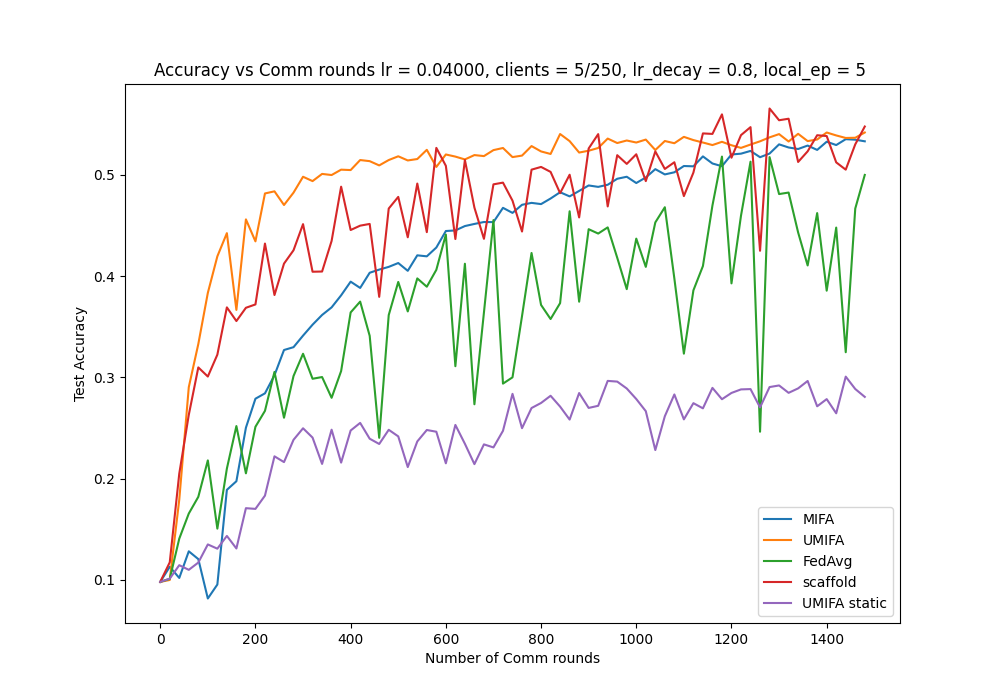 Accuracy vs Comm rounds lr = 0.04000, clients = 5/250, lr_decay = 0.8, local_ep = 5
Test Accuracy
0.5
0.4
0.3
0.2
0.1
MIFA
UMIFA
FedAvg
scaffold
UMIFA static
0 200 400 600 800 1000 1200 1400
Number of Comm rounds